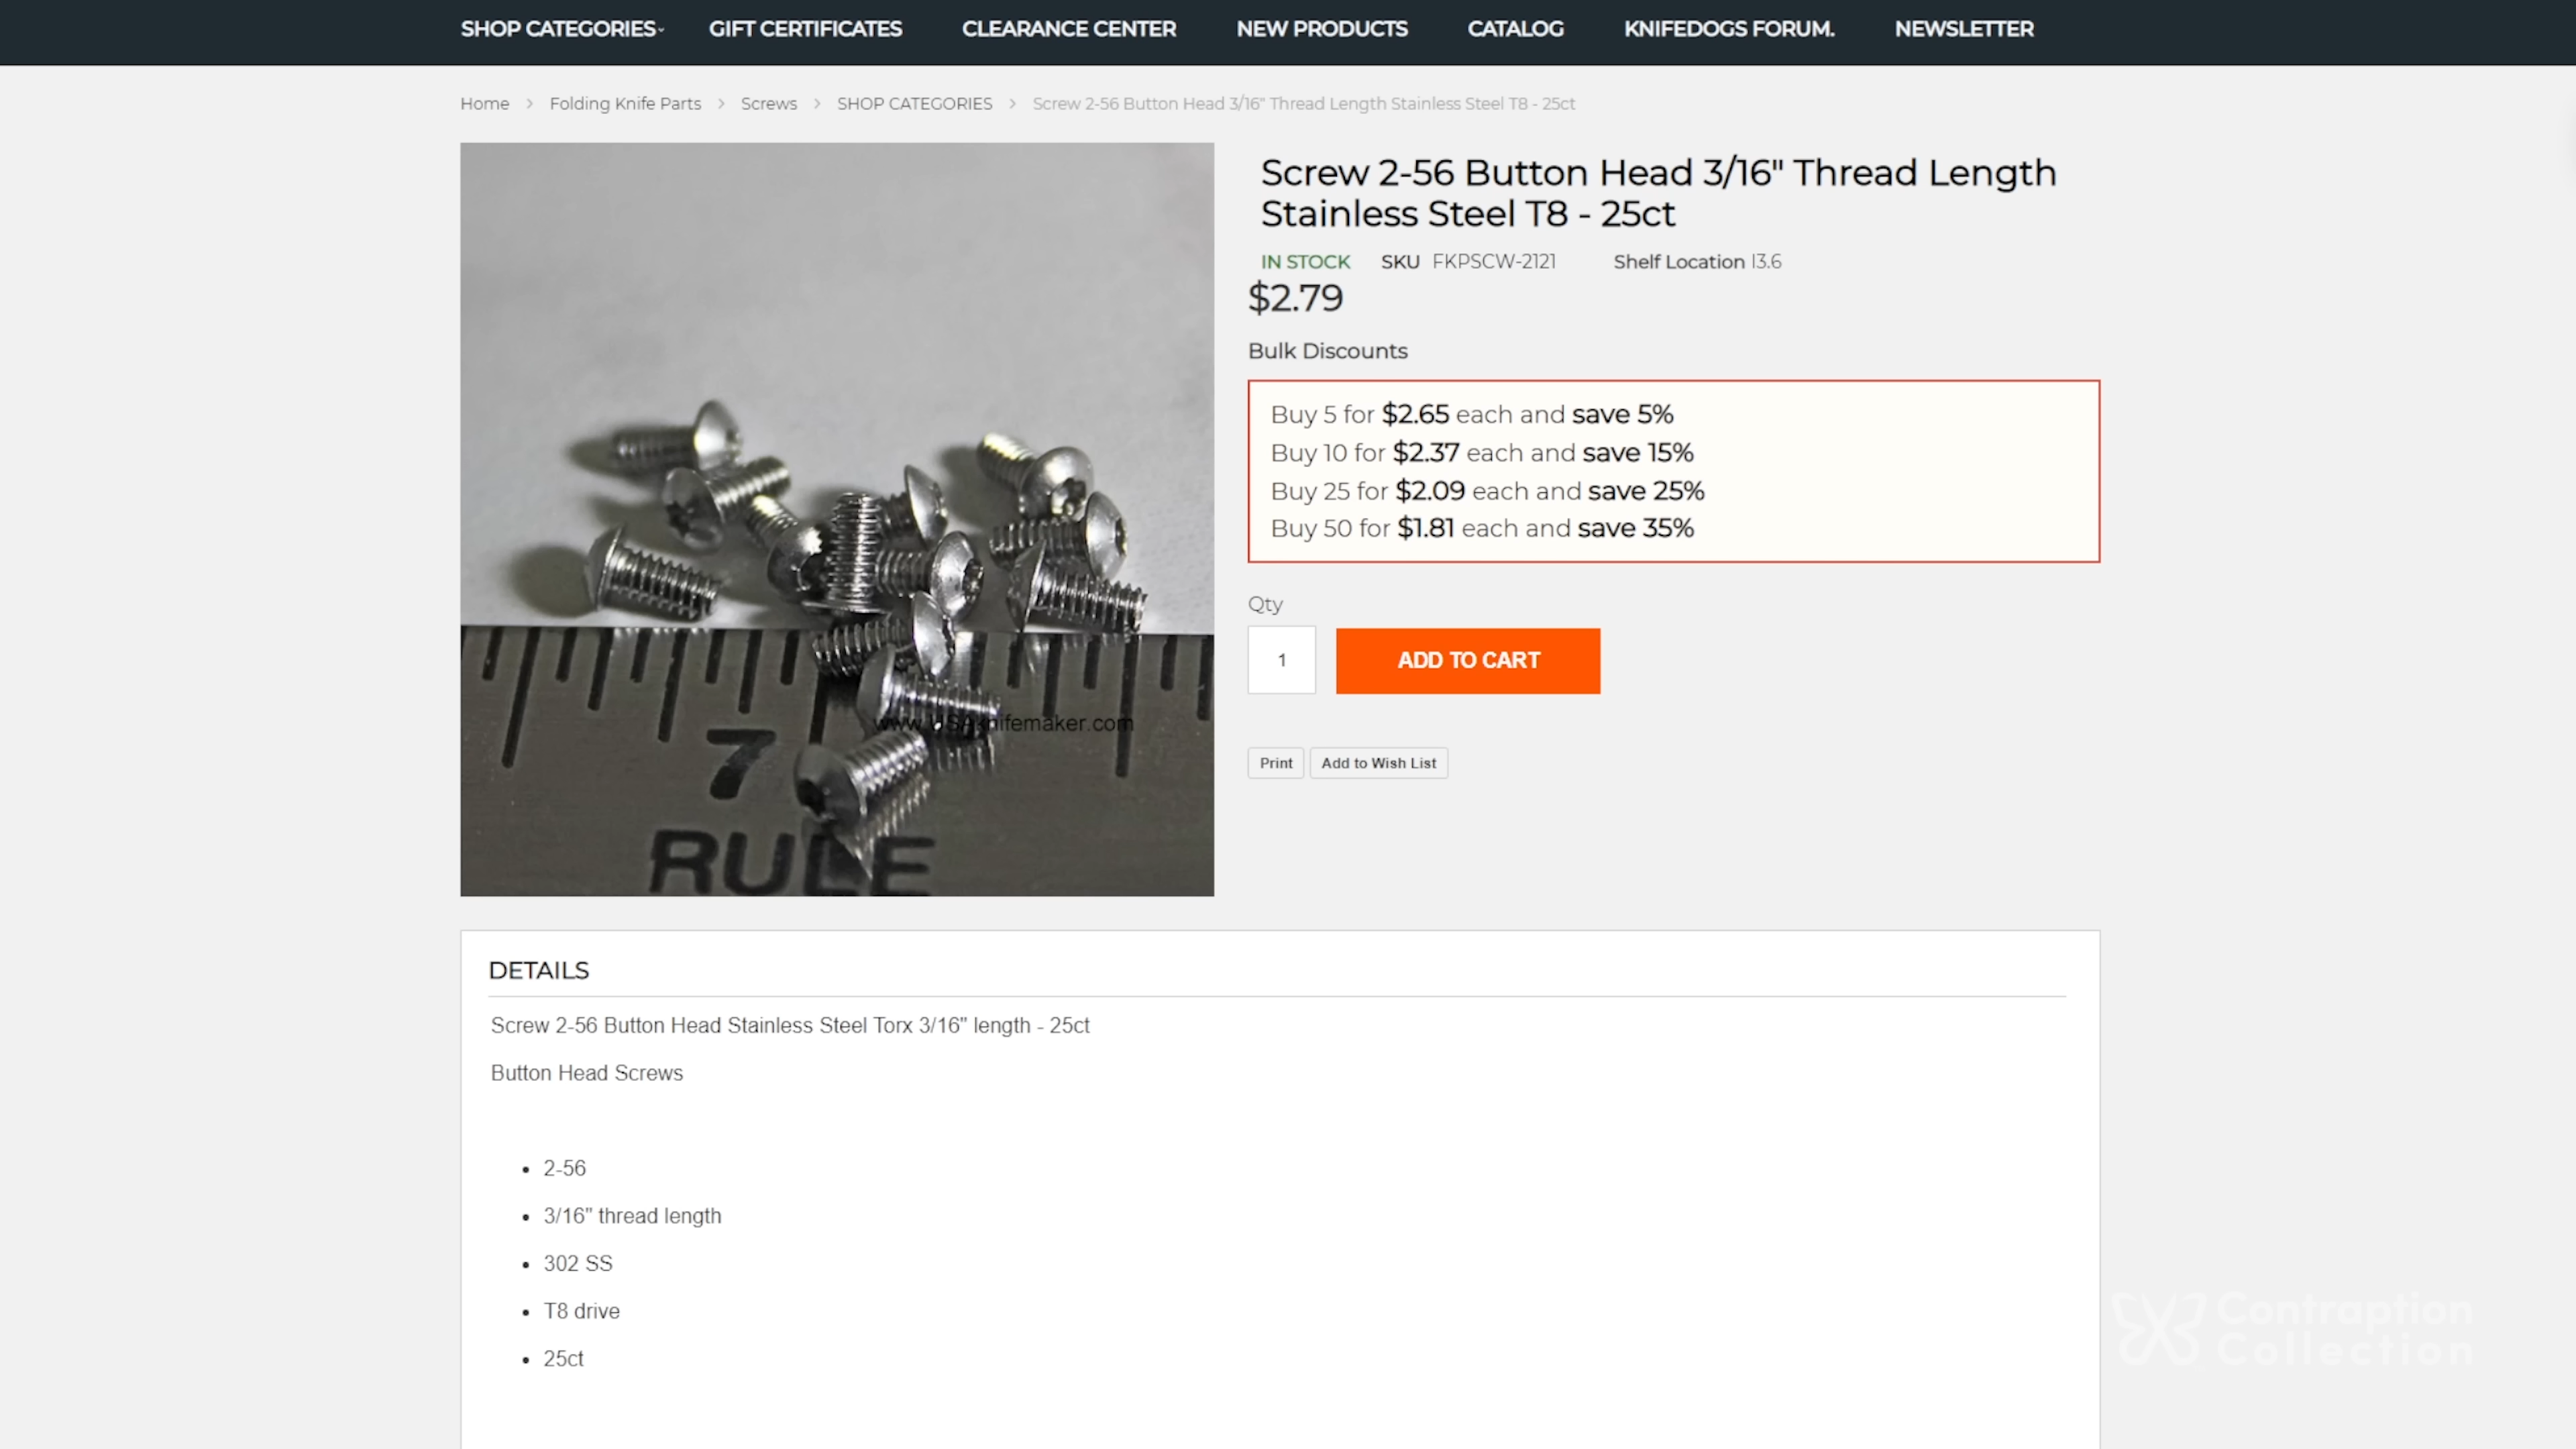 SHOP CATEGORIES
GIFT CERTIFICATES
CLEARANCE CENTER
NEW PRODUCTS
CATALOG
KNIFEDOGS FORUM.
NEWSLETTER
Home > Folding Knife Parts > Screws > SHOP CATEGORIES > Screw 2-56 Button Head 3/16" Thread Length Stainless Steel T8 - 25ct
7
RULE
www.USAknifemaker.com
Screw 2-56 Button Head 3/16" Thread Length
Stainless Steel T8 - 25ct
IN STOCK SKU FKPSCW-2121 Shelf Location I3.6
$2.79
Bulk Discounts
Buy 5 for $2.65 each and save 5%
Buy 10 for $2.37 each and save 15%
Buy 25 for $2.09 each and save 25%
Buy 50 for $1.81 each and save 35%
Qty
1
ADD TO CART
Print
Add to Wish List
DETAILS
Screw 2-56 Button Head Stainless Steel Torx 3/16" length - 25ct
Button Head Screws
• 2-56
• 3/16" thread length
• 302 SS
• T8 drive
• 25ct
Contraption
Collection